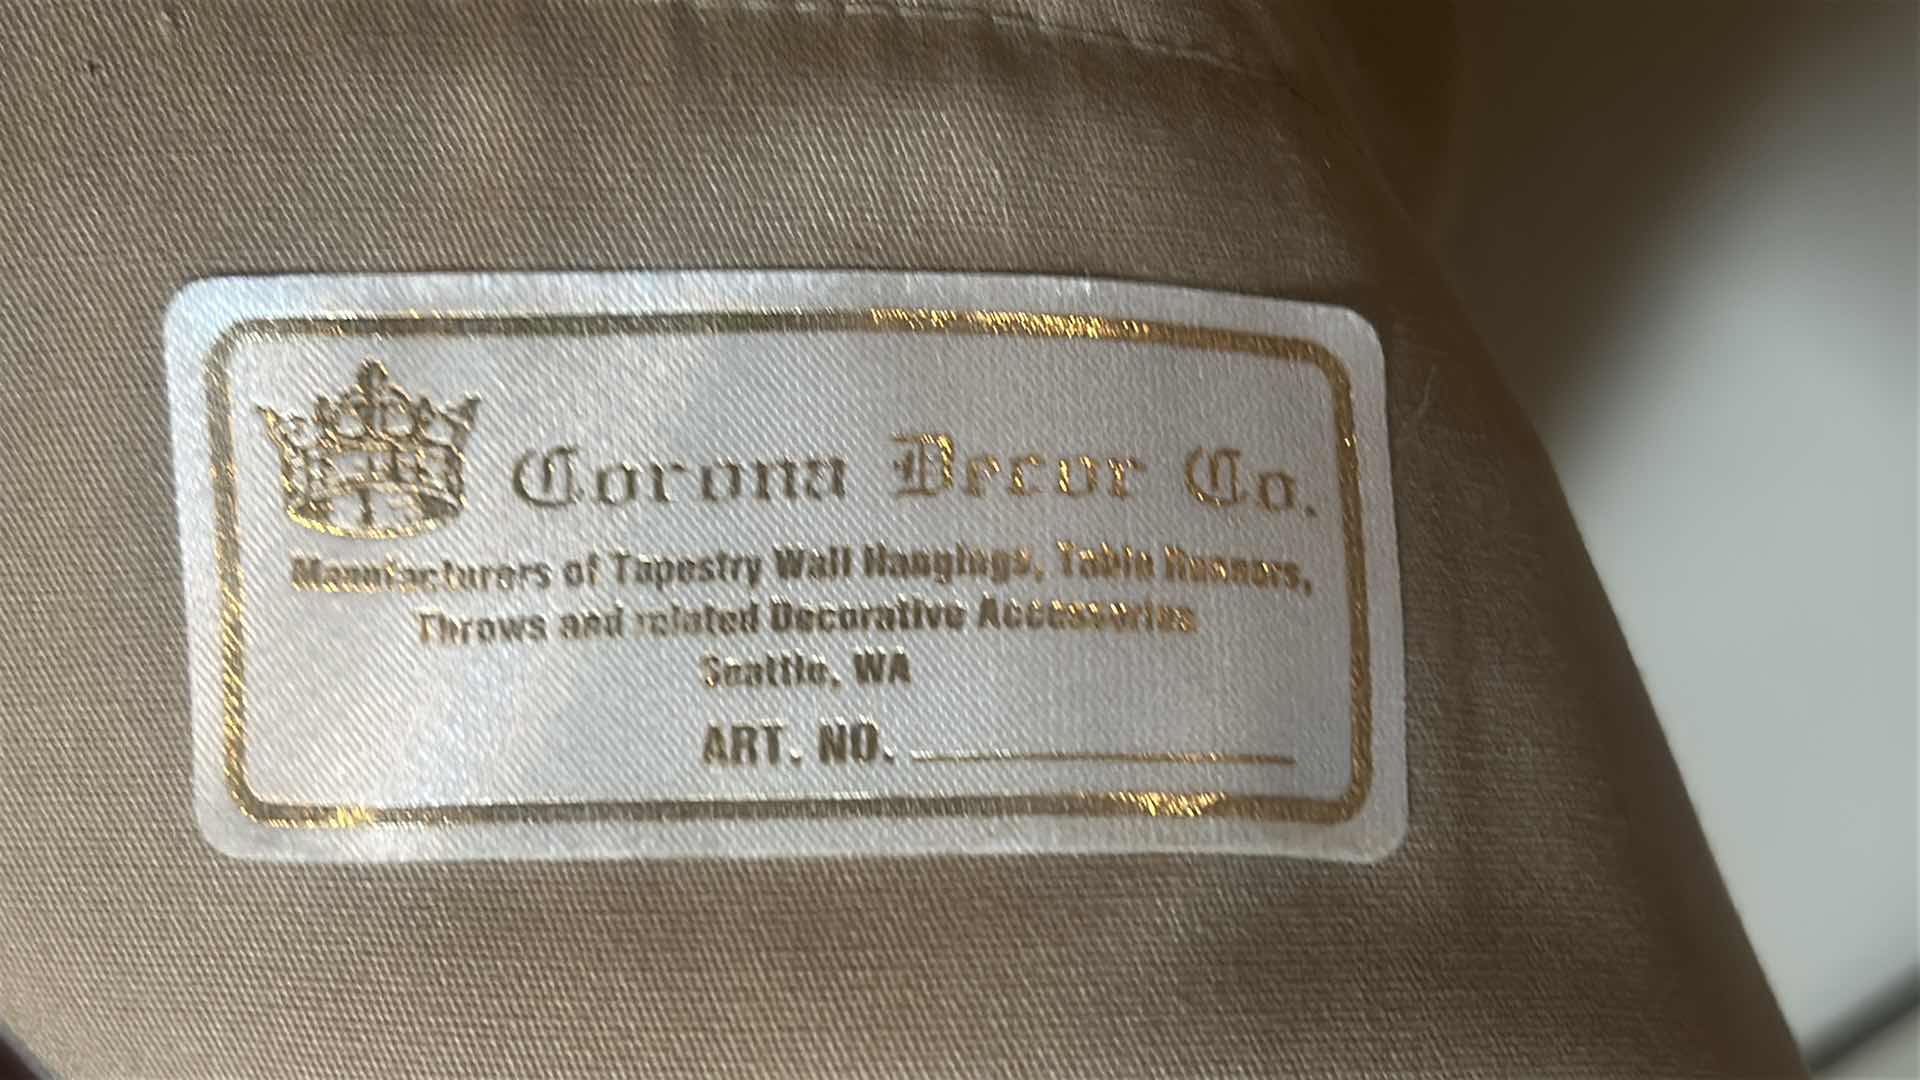 Corona Decor Co.
Manufacturers of Tapestry Wall Hangings, Table Runners,
Throws and related Decorative Accessories
Seattle, WA
ART. NO.